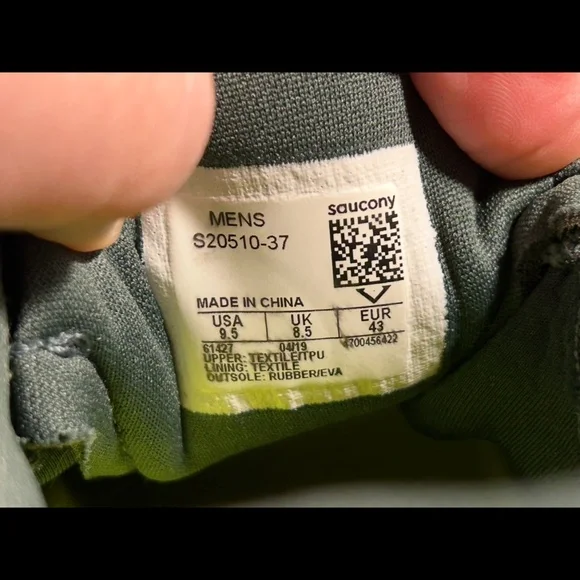 saucony
MENS
S20510-37
MADE IN CHINA
USA UK EUR
9.5 8.5 43
61427 04/19 4700456422
UPPER: TEXTILE/TPU
LINING: TEXTILE
OUTSOLE: RUBBER/EVA